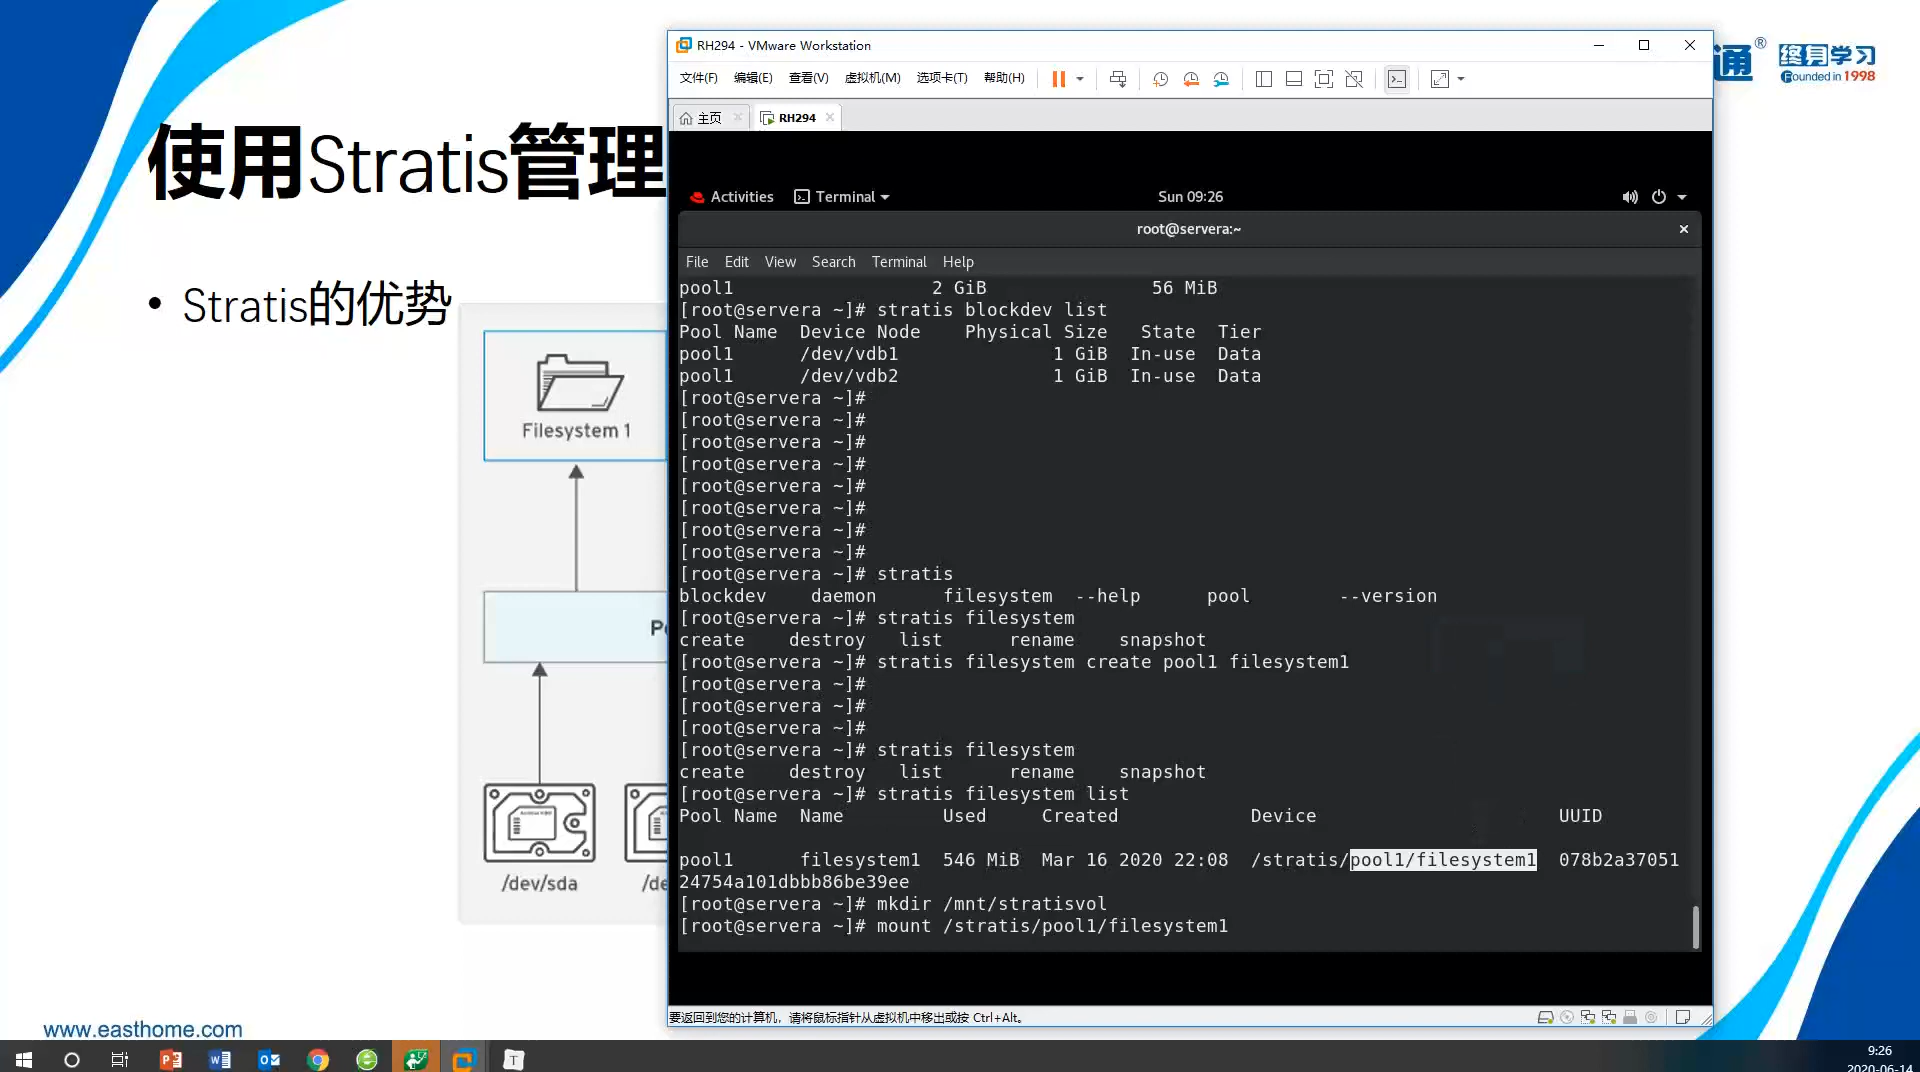 使用Stratis管理
• Stratis的优势
Filesystem 1
/dev/sda
www.easthome.com
通®
终身学习
Founded in 1998
RH294 - VMware Workstation
文件(F) 编辑(E) 查看(V) 虚拟机(M) 选项卡(T) 帮助(H)
主页 RH294
Activities Terminal Sun 09:26
root@servera:~
File Edit View Search Terminal Help
pool1 2 GiB 56 MiB
[root@servera ~]# stratis blockdev list
Pool Name Device Node Physical Size State Tier
pool1 /dev/vdb1 1 GiB In-use Data
pool1 /dev/vdb2 1 GiB In-use Data
[root@servera ~]#
[root@servera ~]#
[root@servera ~]#
[root@servera ~]#
[root@servera ~]#
[root@servera ~]#
[root@servera ~]#
[root@servera ~]#
[root@servera ~]# stratis
blockdev daemon filesystem --help pool --version
[root@servera ~]# stratis filesystem
create destroy list rename snapshot
[root@servera ~]# stratis filesystem create pool1 filesystem1
[root@servera ~]#
[root@servera ~]#
[root@servera ~]#
[root@servera ~]# stratis filesystem
create destroy list rename snapshot
[root@servera ~]# stratis filesystem list
Pool Name Name Used Created Device UUID
pool1 filesystem1 546 MiB Mar 16 2020 22:08 /stratis/pool1/filesystem1 078b2a37051
24754a101dbbb86be39ee
[root@servera ~]# mkdir /mnt/stratisvol
[root@servera ~]# mount /stratis/pool1/filesystem1
要返回到您的计算机，请将鼠标指针从虚拟机中移出或按 Ctrl+Alt。
9:26
2020-06-14